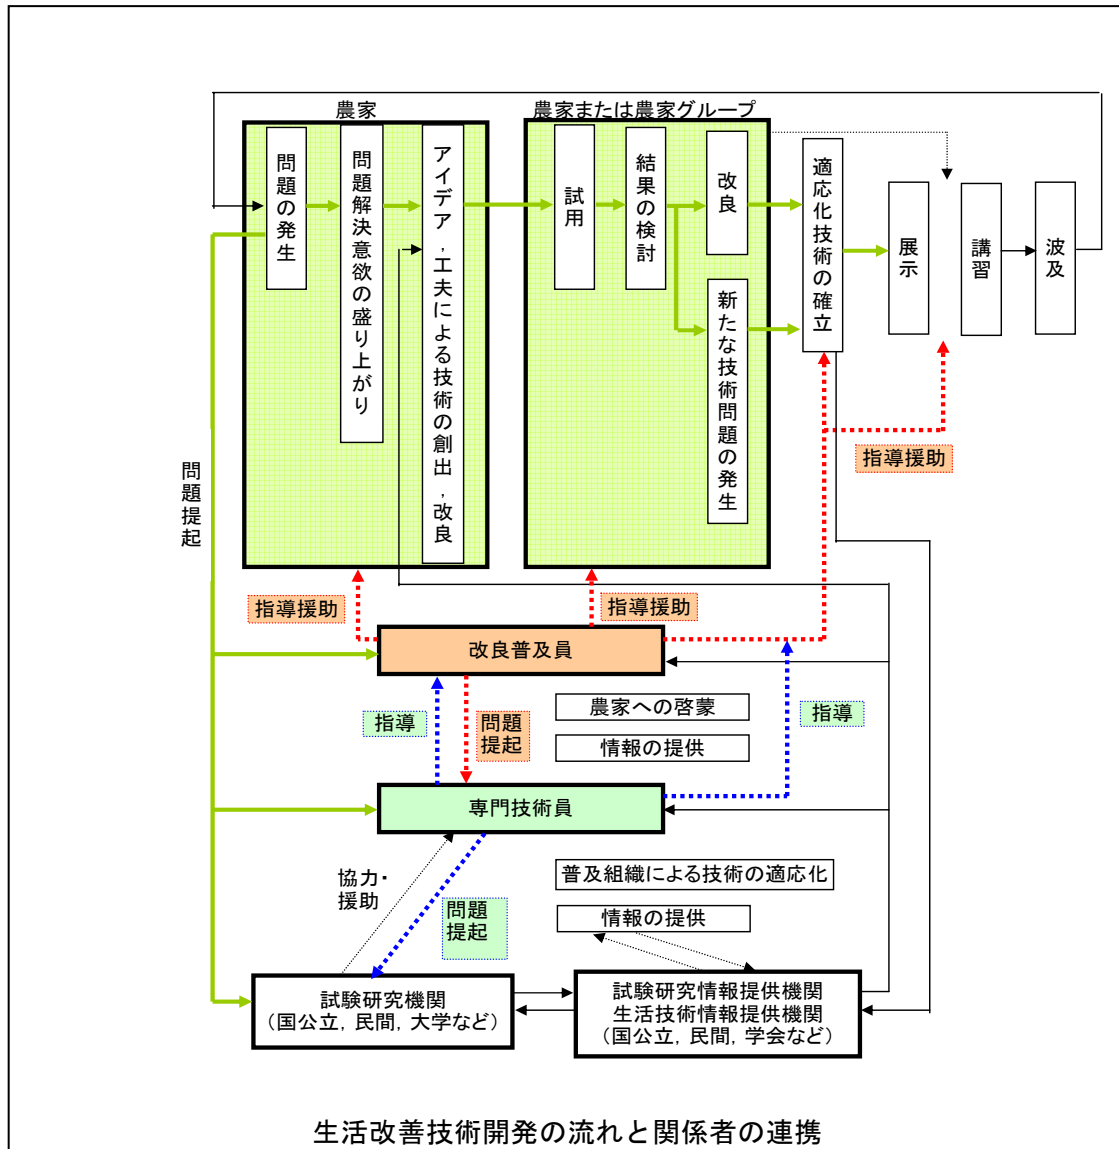 農家
農家または農家グループ
問題の発生
問題解決意欲の盛り上がり
アイデア，工夫による技術の創出，改良
試用
結果の検討
改良
新たな技術問題の発生
適応化技術の確立
展示
講習
波及
問題提起
指導援助
指導援助
指導援助
改良普及員
指導
問題
提起
農家への啓蒙
情報の提供
指導
専門技術員
協力・
援助
問題
提起
普及組織による技術の適応化
情報の提供
試験研究機関
（国公立，民間，大学など）
試験研究情報提供機関
生活技術情報提供機関
（国公立，民間，学会など）
生活改善技術開発の流れと関係者の連携